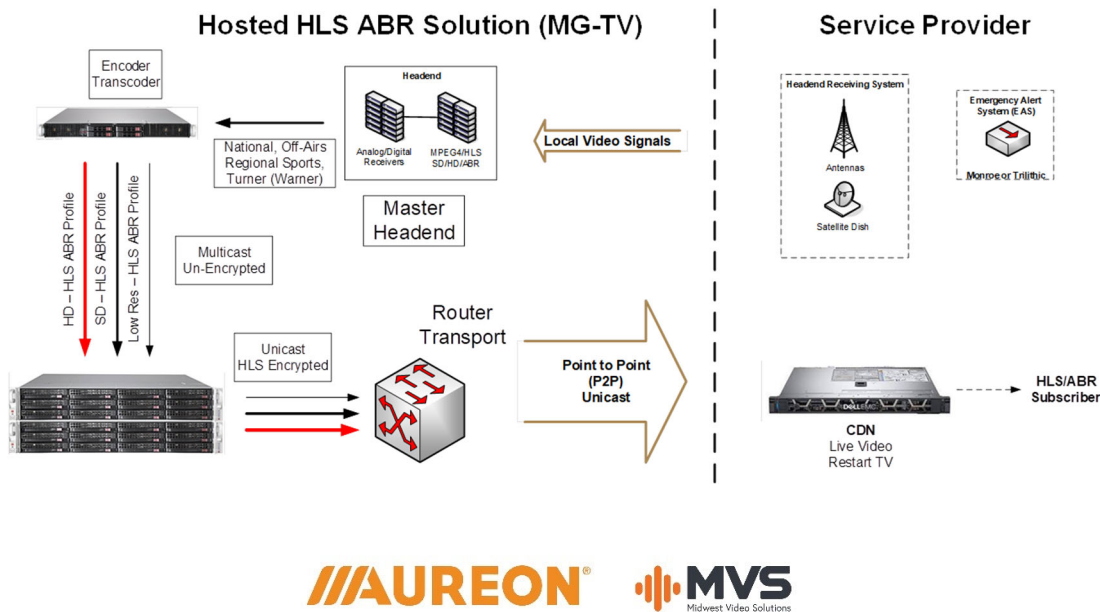 Hosted HLS ABR Solution (MG-TV)
Service Provider
Encoder
Transcoder
Headend
Analog/Digital
Receivers
MPEG4/HLS
SD/HD/ABR
National, Off-Airs
Regional Sports,
Turner (Warner)
Master
Headend
Local Video Signals
Headend Receiving System
Antennas
Satellite Dish
Emergency Alert
System (EAS)
Monroe or Trilithic
HD – HLS ABR Profile
SD – HLS ABR Profile
Low Res – HLS ABR Profile
Multicast
Un-Encrypted
Unicast
HLS Encrypted
Router
Transport
Point to Point
(P2P)
Unicast
DELL EMC
CDN
Live Video
Restart TV
HLS/ABR
Subscriber
AUREON®
MVS
Midwest Video Solutions